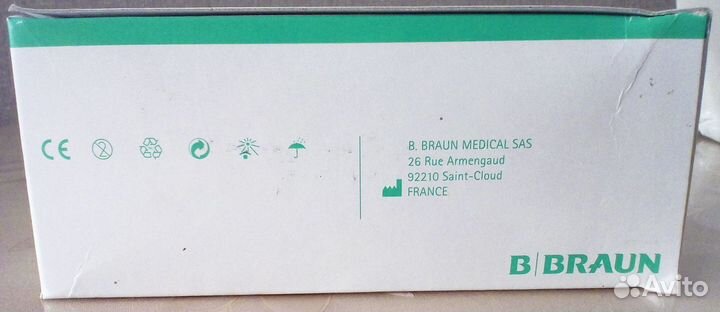 CE
B. BRAUN MEDICAL SAS
26 Rue Armengaud
92210 Saint-Cloud
FRANCE
B|BRAUN
Avito